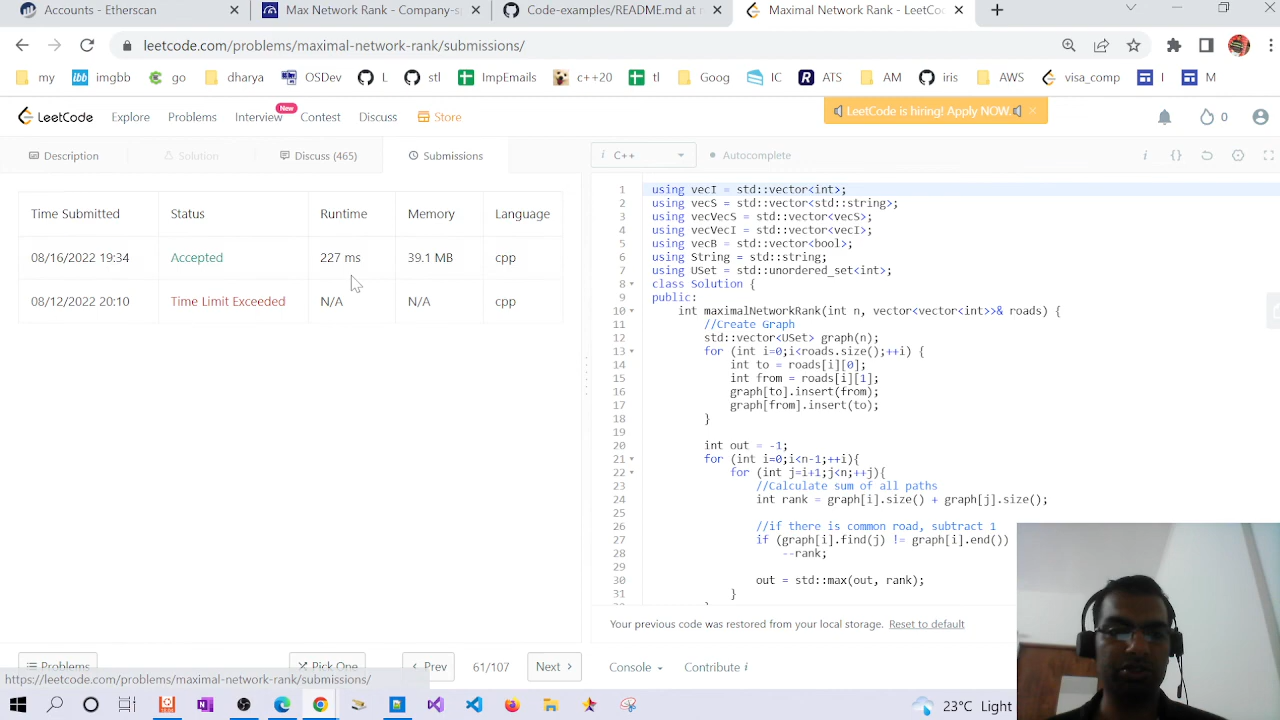 Accounts - Etherscan
Max Rank - Company-s
Code-examples/README.md at r
Maximal Network Rank - LeetCo
leetcode.com/problems/maximal-network-rank/submissions/
my
imgbb
go
dharya
OSDev
L
stl
ImpEmails
c++20
tl
Goog
IC
ATS
AM
iris
AWS
visa_comp
I
M
LeetCode
Explore
Problems
Interview
New
Contest
Discuss
Store
LeetCode is hiring! Apply NOW.
0
Description
Solution
Discuss (465)
Submissions
i C++
Autocomplete
Time Submitted Status Runtime Memory Language
08/16/2022 19:34 Accepted 227 ms 39.1 MB cpp
08/12/2022 20:10 Time Limit Exceeded N/A N/A cpp
1 using vecI = std::vector<int>;
2 using vecS = std::vector<std::string>;
3 using vecVecS = std::vector<vecS>;
4 using vecVecI = std::vector<vecI>;
5 using vecB = std::vector<bool>;
6 using String = std::string;
7 using USet = std::unordered_set<int>;
8 class Solution {
9 public:
10 int maximalNetworkRank(int n, vector<vector<int>>& roads) {
11 //Create Graph
12 std::vector<USet> graph(n);
13 for (int i=0;i<roads.size();++i) {
14 int to = roads[i][0];
15 int from = roads[i][1];
16 graph[to].insert(from);
17 graph[from].insert(to);
18 }
19
20 int out = -1;
21 for (int i=0;i<n-1;++i){
22 for (int j=i+1;j<n;++j){
23 //Calculate sum of all paths
24 int rank = graph[i].size() + graph[j].size();
25
26 //if there is common road, subtract 1
27 if (graph[i].find(j) != graph[i].end())
28 --rank;
29
30 out = std::max(out, rank);
31 }
Your previous code was restored from your local storage. Reset to default
Problems
Pick One
Prev
61/107
Next
Console
Contribute i
https://leetcode.com/problems/maximal-network-rank/submissions/
23°C Light